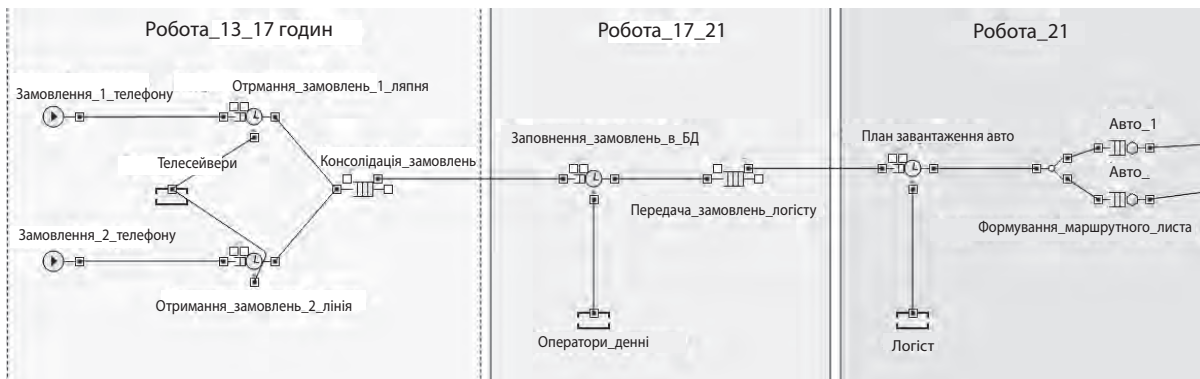 Робота_13_17 годин
Робота_17_21
Робота_21
Замовлення_1_телефону
Отрмання_замовлень_1_ляпня
Телесейвери
Консолідація_замовлень
Замовлення_2_телефону
Отримання_замовлень_2_лінія
Заповнення_замовлень_в_БД
Передача_замовлень_логісту
Оператори_денні
План завантаження авто
Авто_1
Авто_
Формування_маршрутного_листа
Логіст